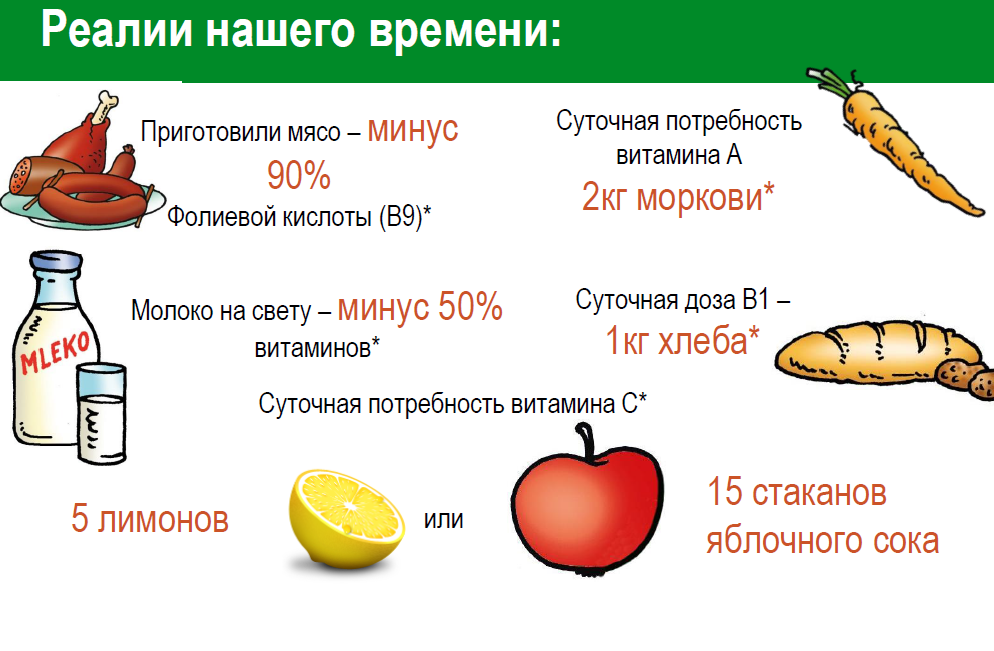 Реалии нашего времени:
Приготовили мясо – минус
90%
Фолиевой кислоты (В9)*
Суточная потребность
витамина А
2кг моркови*
MLEKO
Молоко на свету – минус 50%
витаминов*
Суточная доза В1 –
1кг хлеба*
Суточная потребность витамина С*
5 лимонов
или
15 стаканов
яблочного сока